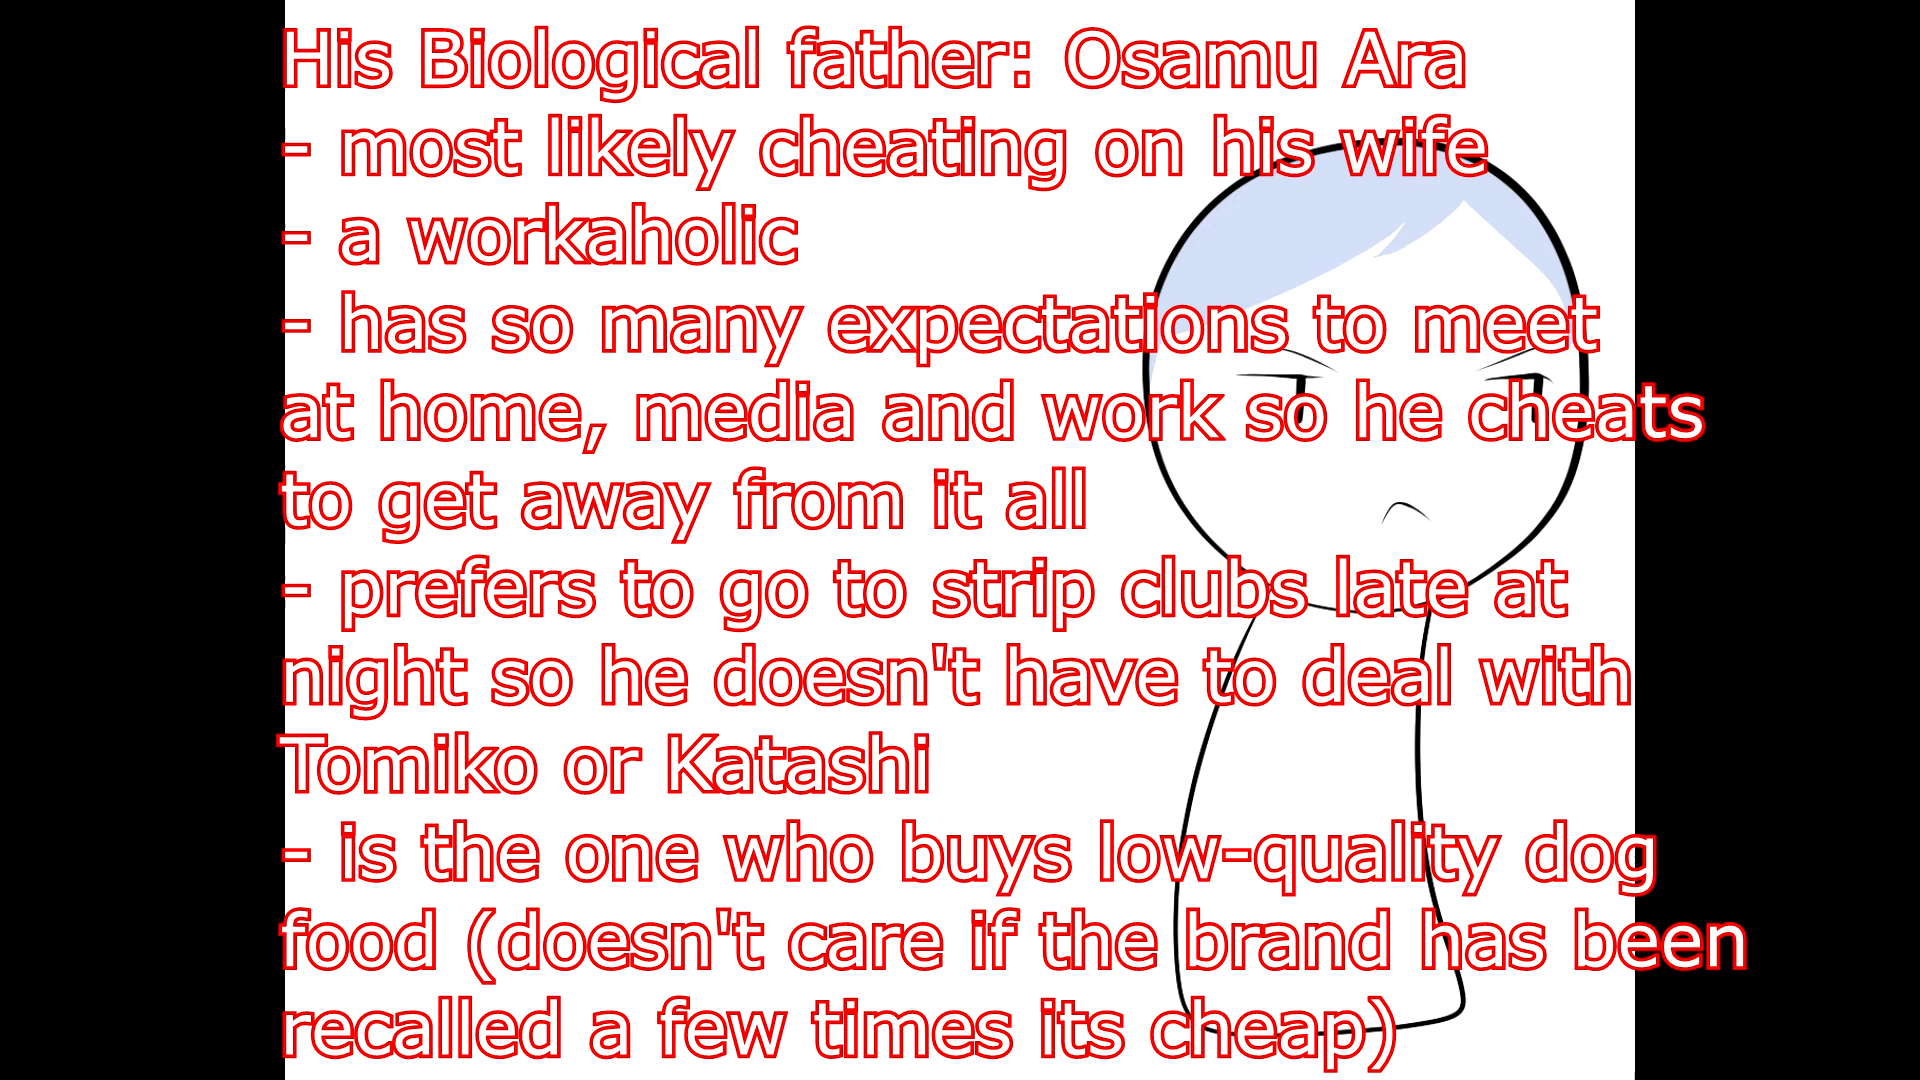 His Biological father: Osamu Ara
- most likely cheating on his wife
- a workaholic
- has so many expectations to meet
at home, media and work so he cheats
to get away from it all
- prefers to go to strip clubs late at
night so he doesn't have to deal with
Tomiko or Katashi
- is the one who buys low-quality dog
food (doesn't care if the brand has been
recalled a few times its cheap)